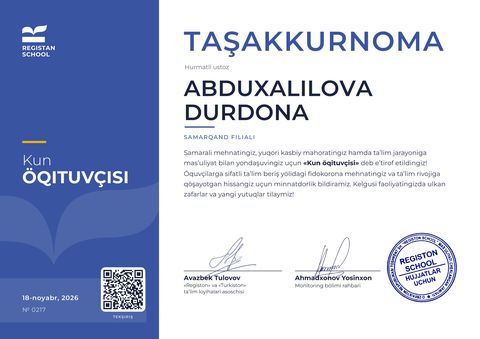 REGISTAN
SCHOOL
Kun
ÖQITUVÇISI
18-noyabr, 2026
№ 0217
TEKŞIRIŞ
TAŞAKKURNOMA
Hurmatli ustoz
ABDUXALILOVA
DURDONA
SAMARQAND FILIALI
Samarali mehnatingiz, yuqori kasbiy mahoratingiz hamda ta'lim jarayoniga
mas'uliyat bilan yondaşuvingiz uçun «Kun öqituvçisi» deb e'tirof etildingiz!
Öquvçilarga sifatli ta'lim beriş yölidagi fidokorona mehnatingiz va ta'lim rivojiga
qöşayotgan hissangiz uçun minnatdorlik bildiramiz. Kelgusi faoliyatingizda ulkan
zafarlar va yangi yutuqlar tilaymiz!
Avazbek Tulovov
«Registon» va «Turkiston»
ta'lim loyihalari asosçhisi
Ahmadxonov Yosinxon
Monitoring bölimi rahbari
REGISTON
SCHOOL
HUJJATLAR
UCHUN